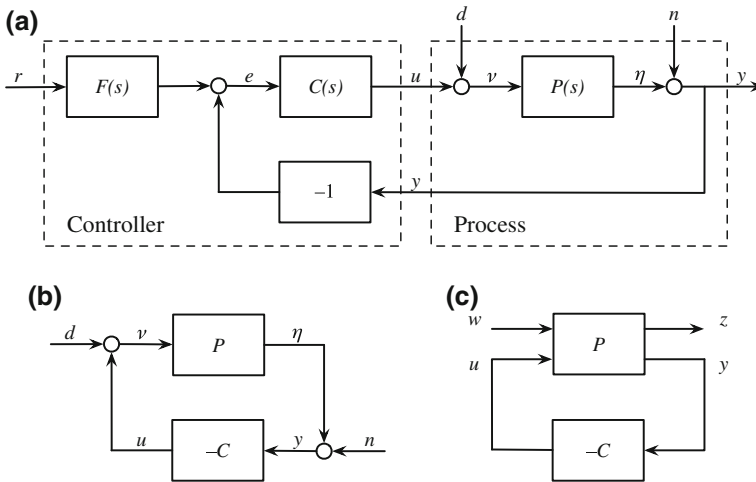 (a)
d n
r F(s) e C(s) u ν P(s) η y
–1 y
Controller Process
(b) (c)
d ν P η
u –C y n
w P z
u y
–C